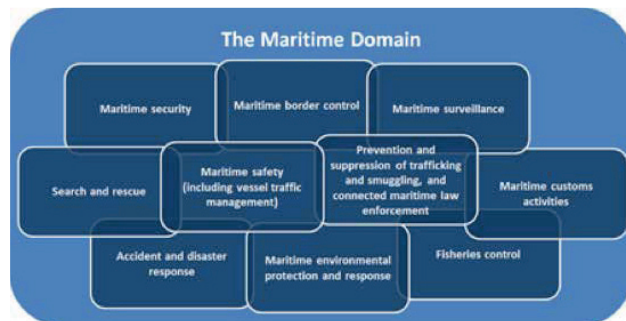 The Maritime Domain
Maritime security
Maritime border control
Maritime surveillance
Search and rescue
Maritime safety
(including vessel traffic
management)
Prevention and
suppression of trafficking
and smuggling, and
connected maritime law
enforcement
Maritime customs
activities
Accident and disaster
response
Maritime environmental
protection and response
Fisheries control